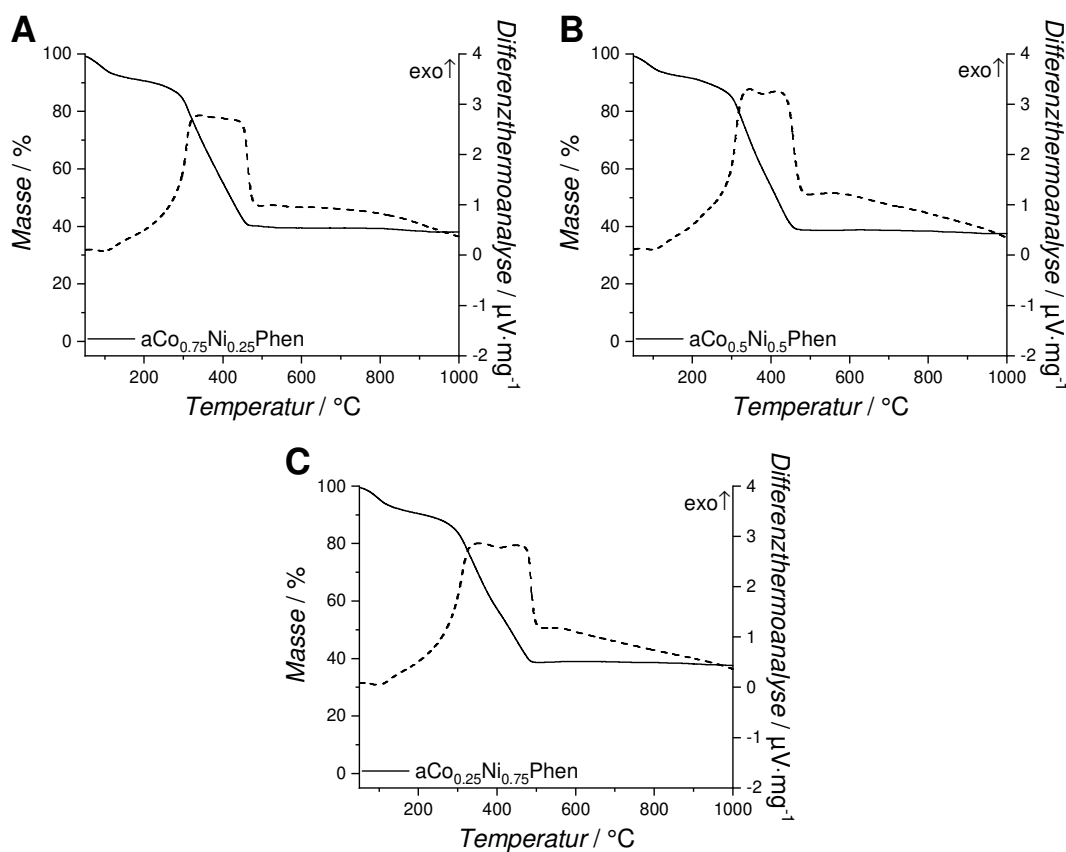 A
100
80
60
40
20
0
Masse / %
4
3
2
1
0
-1
-2
Differenzthermoanalyse / µV·mg⁻¹
exo↑
aCo₀.₇₅Ni₀.₂₅Phen
200 400 600 800 1000
Temperatur / °C
B
100
80
60
40
20
0
Masse / %
4
3
2
1
0
-1
-2
Differenzthermoanalyse / µV·mg⁻¹
exo↑
aCo₀.₅Ni₀.₅Phen
200 400 600 800 1000
Temperatur / °C
C
100
80
60
40
20
0
Masse / %
4
3
2
1
0
-1
-2
Differenzthermoanalyse / µV·mg⁻¹
exo↑
aCo₀.₂₅Ni₀.₇₅Phen
200 400 600 800 1000
Temperatur / °C